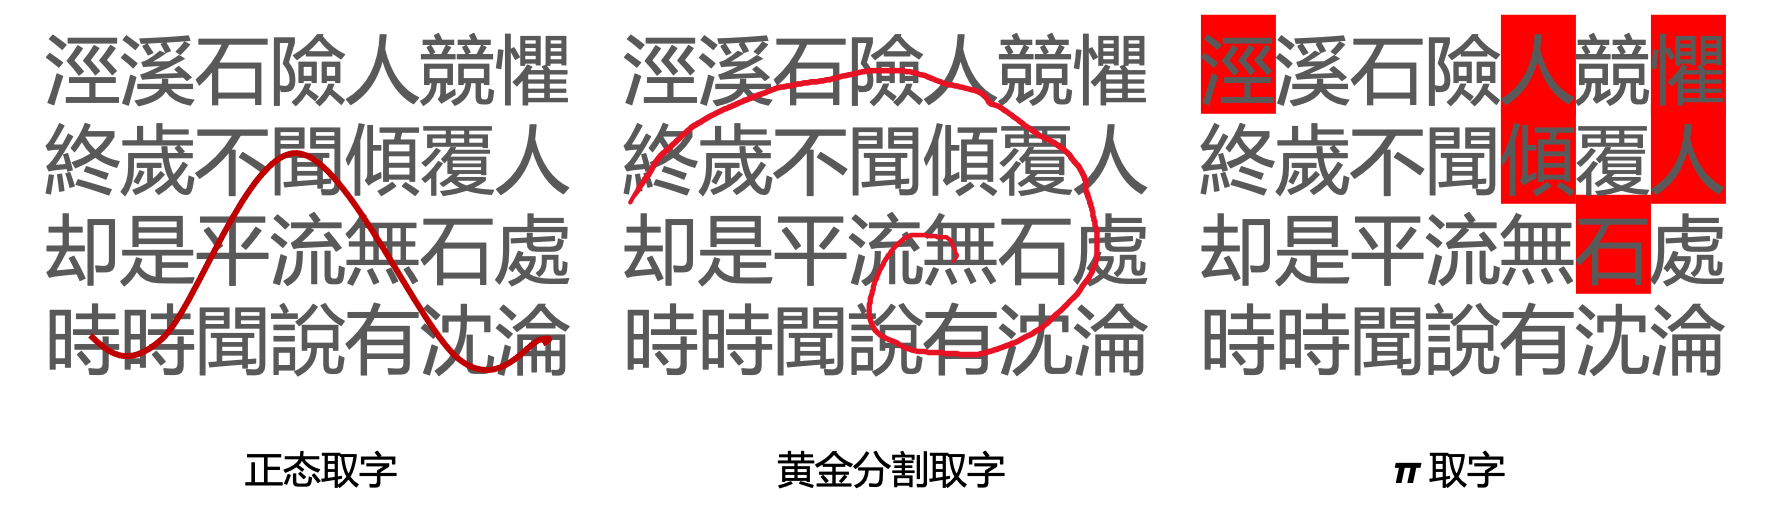 涇溪石險人競懼
終歲不聞傾覆人
却是平流無石處
時時聞說有沈淪
正态取字
涇溪石險人競懼
終歲不聞傾覆人
却是平流無石處
時時聞說有沈淪
黄金分割取字
涇溪石險人競懼
終歲不聞傾覆人
却是平流無石處
時時聞說有沈淪
π 取字